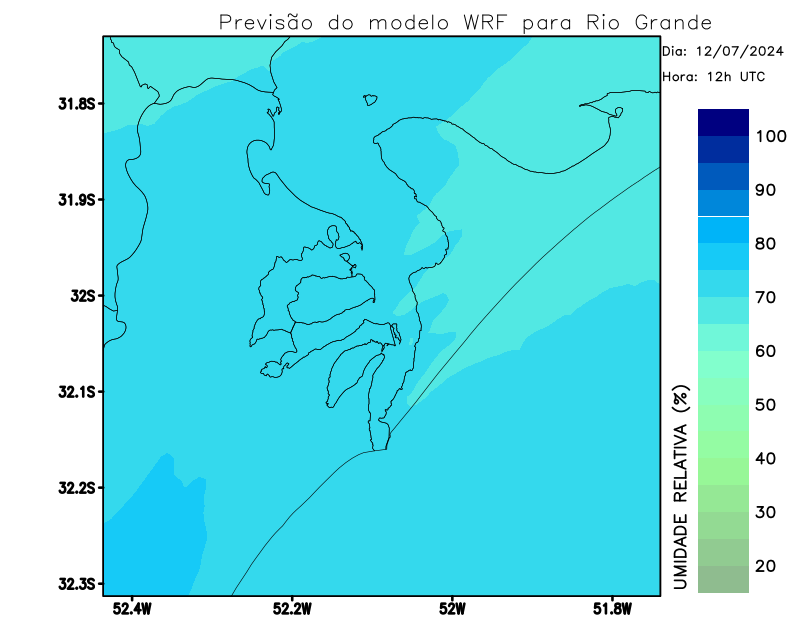 Previsão do modelo WRF para Rio Grande
Dia: 12/07/2024
Hora: 12h UTC
31.8S
31.9S
32S
32.1S
32.2S
32.3S
52.4W
52.2W
52W
51.8W
100
90
80
70
60
50
40
30
20
UMIDADE RELATIVA (%)